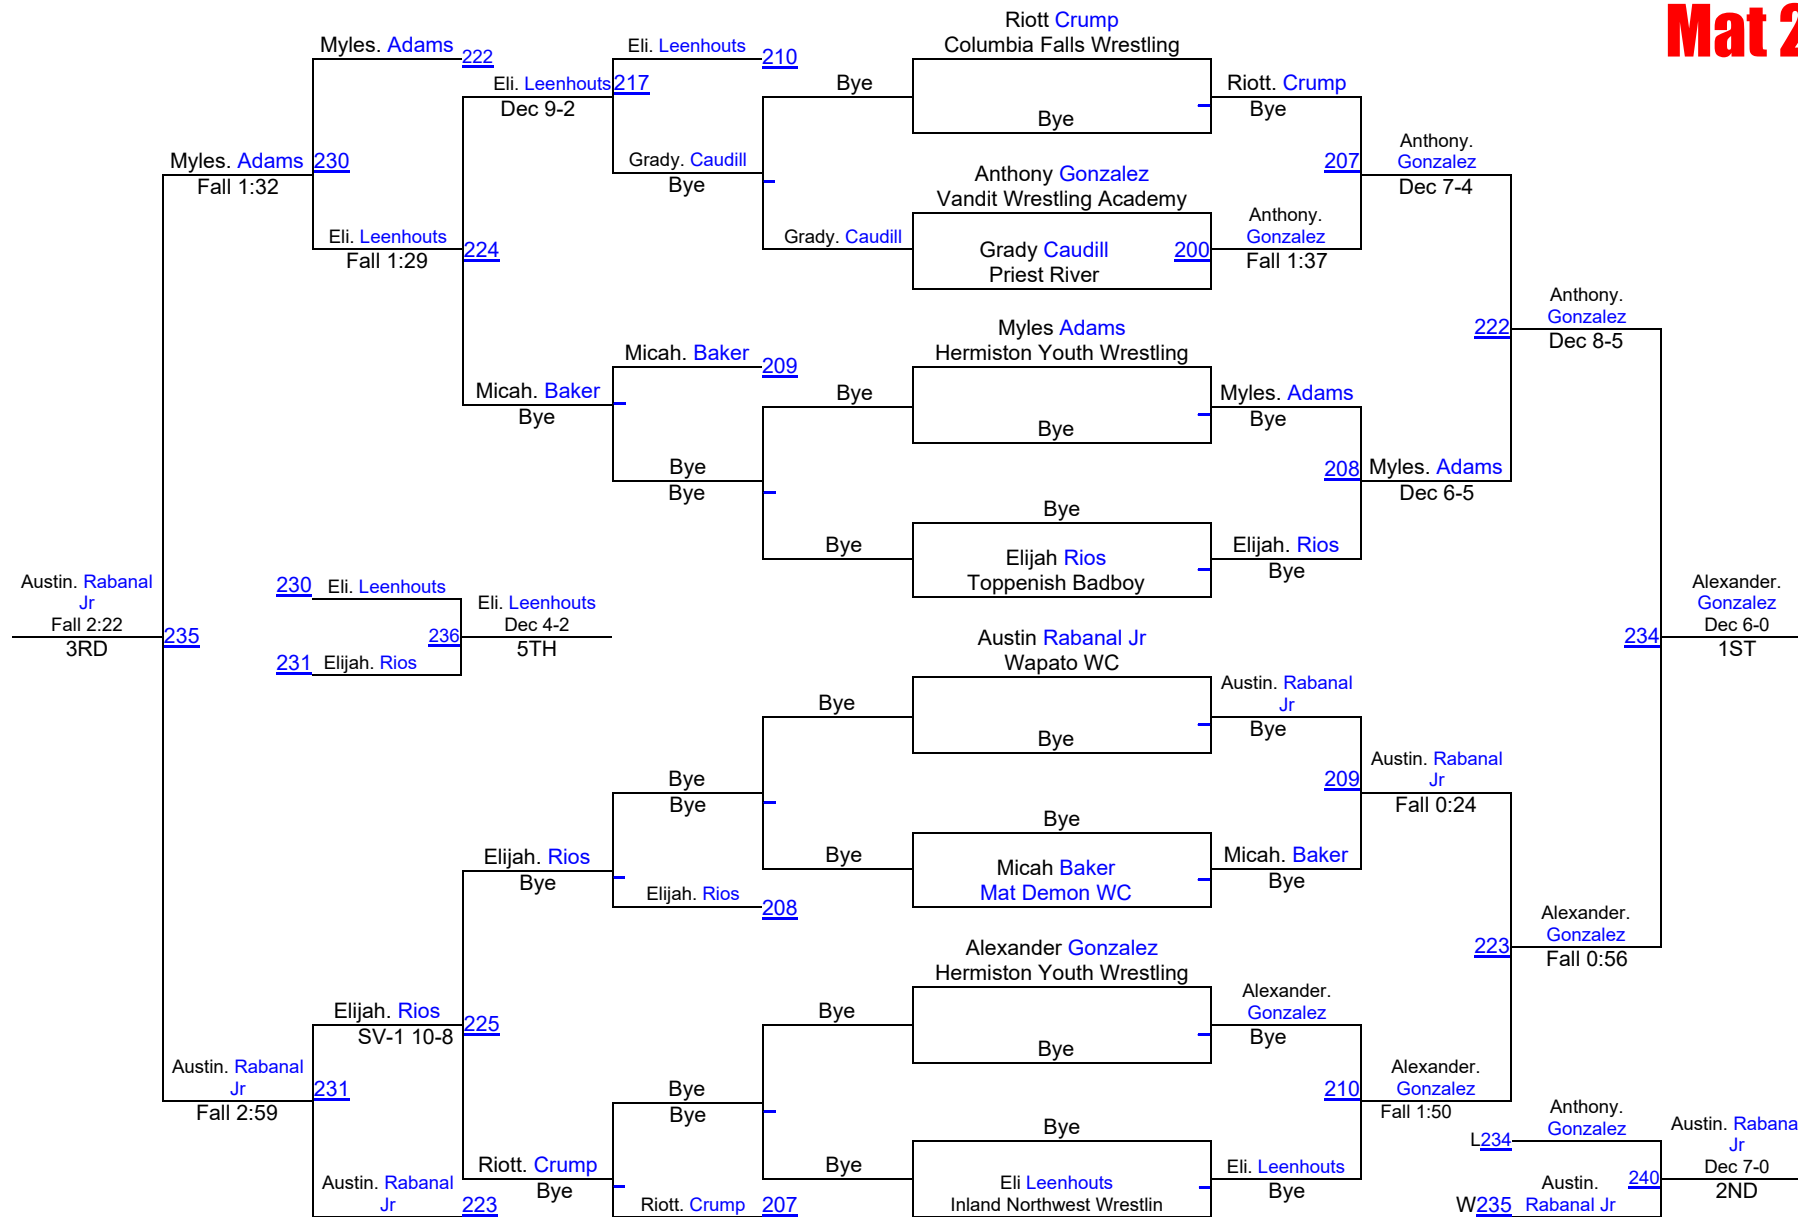 Mat 2
Riott Crump
Columbia Falls Wrestling
Bye
Anthony Gonzalez
Vandit Wrestling Academy
Grady Caudill
Priest River
200
Myles Adams
Hermiston Youth Wrestling
Bye
Bye
Elijah Rios
Toppenish Badboy
Austin Rabanal Jr
Wapato WC
Bye
Bye
Micah Baker
Mat Demon WC
Alexander Gonzalez
Hermiston Youth Wrestling
Bye
Bye
Eli Leenhouts
Inland Northwest Wrestlin
Riott. Crump
Bye
207
Anthony.
Gonzalez
Fall 1:37
Myles. Adams
Bye
208
Elijah. Rios
Bye
Austin. Rabanal
Jr
Bye
209
Micah. Baker
Bye
Alexander.
Gonzalez
Bye
210
Eli. Leenhouts
Bye
Anthony.
Gonzalez
Dec 7-4
222
Myles. Adams
Dec 6-5
Austin. Rabanal
Jr
Fall 0:24
223
Alexander.
Gonzalez
Fall 1:50
Anthony.
Gonzalez
Dec 8-5
234
Alexander.
Gonzalez
Fall 0:56
Alexander.
Gonzalez
Dec 6-0
1ST
L234
Anthony.
Gonzalez
W235
Austin.
Rabanal Jr
240
Austin. Rabana
Jr
Dec 7-0
2ND
Bye
Grady. Caudill
Bye
Bye
Bye
Bye
Bye
Bye
Eli. Leenhouts 210
Grady. Caudill
Bye
Micah. Baker 209
Bye
Bye
Bye
Bye
Elijah. Rios 208
Bye
Bye
Riott. Crump 207
Eli. Leenhouts 217
Dec 9-2
Micah. Baker
Bye
Elijah. Rios
Bye
Riott. Crump
Bye
Myles. Adams 222
Eli. Leenhouts
Fall 1:29
224
Elijah. Rios
SV-1 10-8
225
Austin. Rabanal
Jr
223
Myles. Adams 230
Fall 1:32
Austin. Rabanal
Jr
Fall 2:59
231
Austin. Rabanal
Jr
Fall 2:22
3RD
235
230 Eli. Leenhouts
231 Elijah. Rios
236
Eli. Leenhouts
Dec 4-2
5TH